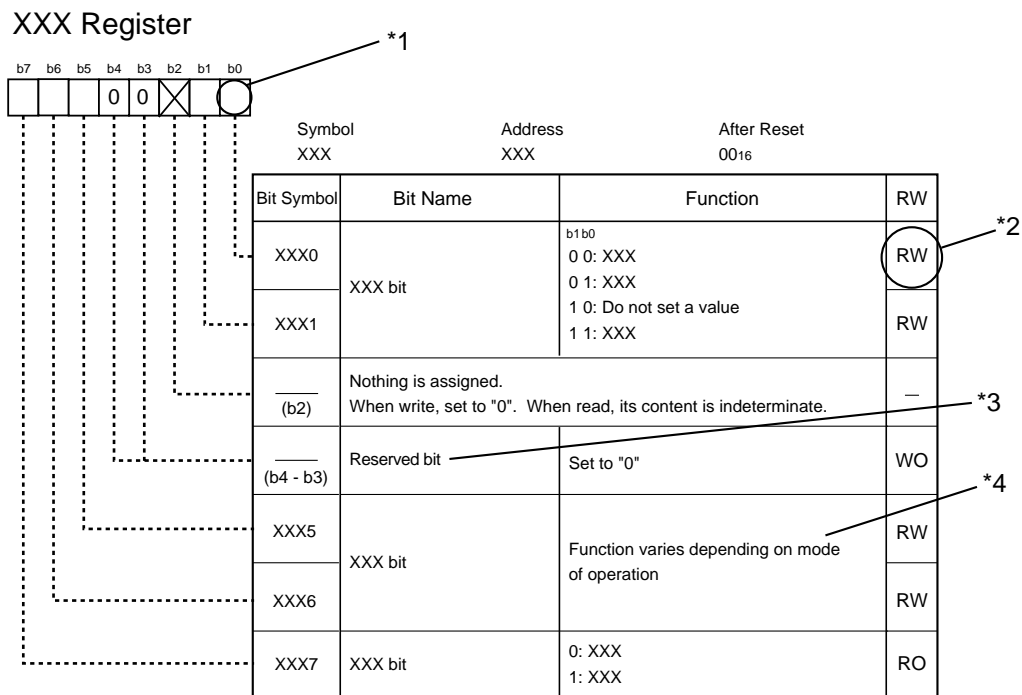 XXX Register
*1
b7 b6 b5 b4 b3 b2 b1 b0
0 0
Symbol Address After Reset
XXX XXX 0016
Bit Symbol Bit Name Function RW
*2
XXX0 XXX bit b1 b0 RW
0 0: XXX
0 1: XXX
1 0: Do not set a value
1 1: XXX
XXX1 RW
(b2) Nothing is assigned. —
When write, set to "0". When read, its content is indeterminate.
*3
(b4 - b3) Reserved bit Set to "0" WO
*4
XXX5 XXX bit Function varies depending on mode RW
of operation
XXX6 RW
XXX7 XXX bit 0: XXX RO
1: XXX